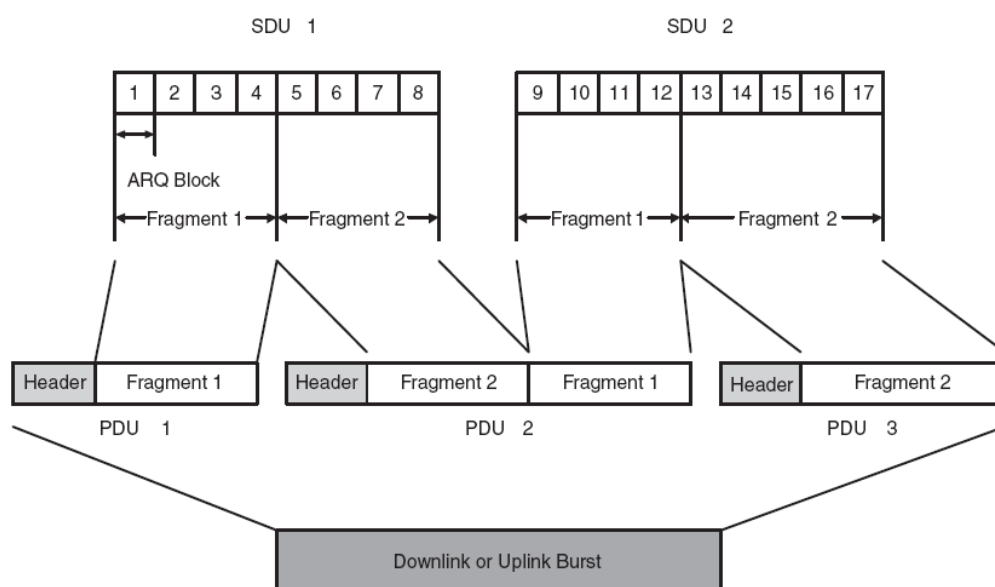 SDU 1 SDU 2
1 2 3 4 5 6 7 8 9 10 11 12 13 14 15 16 17
ARQ Block
Fragment 1 Fragment 2 Fragment 1 Fragment 2
Header Fragment 1 Header Fragment 2 Fragment 1 Header Fragment 2
PDU 1 PDU 2 PDU 3
Downlink or Uplink Burst